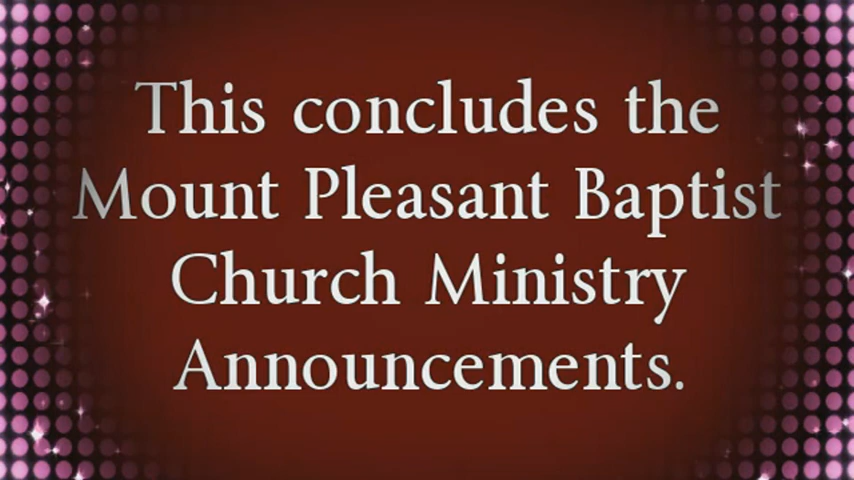 This concludes the
Mount Pleasant Baptist
Church Ministry
Announcements.